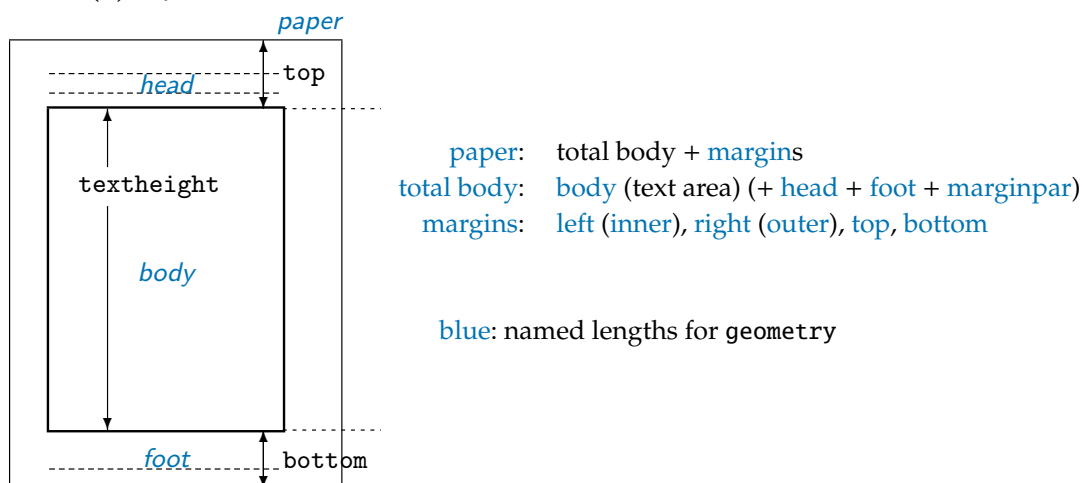 paper
top
head
textheight
body
foot
bottom
paper: total body + margins
total body: body (text area) (+ head + foot + marginpar)
margins: left (inner), right (outer), top, bottom
blue: named lengths for geometry